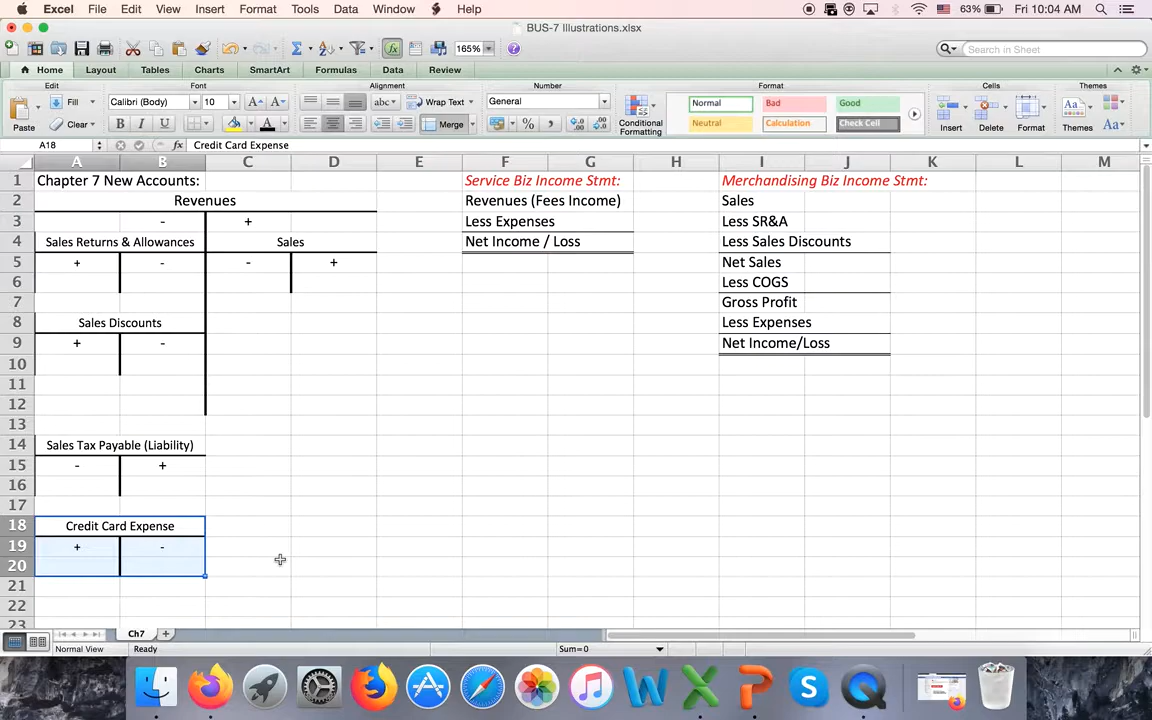 Excel File Edit View Insert Format Tools Data Window Help 63% Fri 10:04 AM
BUS-7 Illustrations.xlsx
165% Search in Sheet
Home Layout Tables Charts SmartArt Formulas Data Review
Edit Font Alignment Number Format Cells Themes
Fill Calibri (Body) 10 abc Wrap Text General Normal Bad Good
Paste Clear B I U Merge % Conditional Formatting Neutral Calculation Check Cell Insert Delete Format Themes Aa
A18 fx Credit Card Expense
A B C D E F G H I J K L M
1 Chapter 7 New Accounts: Service Biz Income Stmt: Merchandising Biz Income Stmt:
2 Revenues Revenues (Fees Income) Sales
3 - + Less Expenses Less SR&A
4 Sales Returns & Allowances Sales Net Income / Loss Less Sales Discounts
5 + - - + Net Sales
6 Less COGS
7 Gross Profit
8 Sales Discounts Less Expenses
9 + - Net Income/Loss
10
11
12
13
14 Sales Tax Payable (Liability)
15 - +
16
17
18 Credit Card Expense
19 + -
20
21
22
23
Ch7
Normal View Ready Sum=0